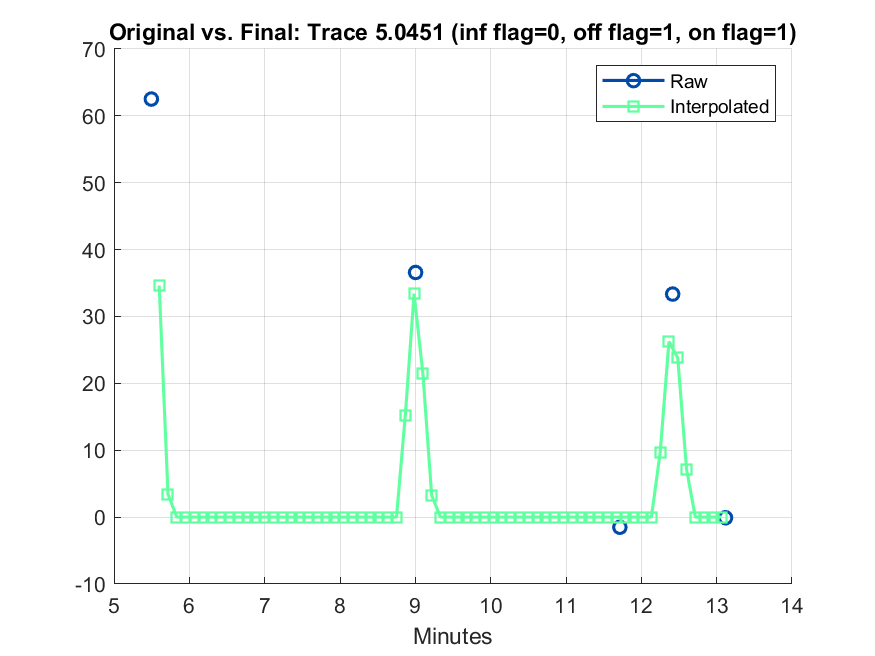 Original vs. Final: Trace 5.0451 (inf flag=0, off flag=1, on flag=1)
70
60
50
40
30
20
10
0
-10
Raw
Interpolated
5 6 7 8 9 10 11 12 13 14
Minutes